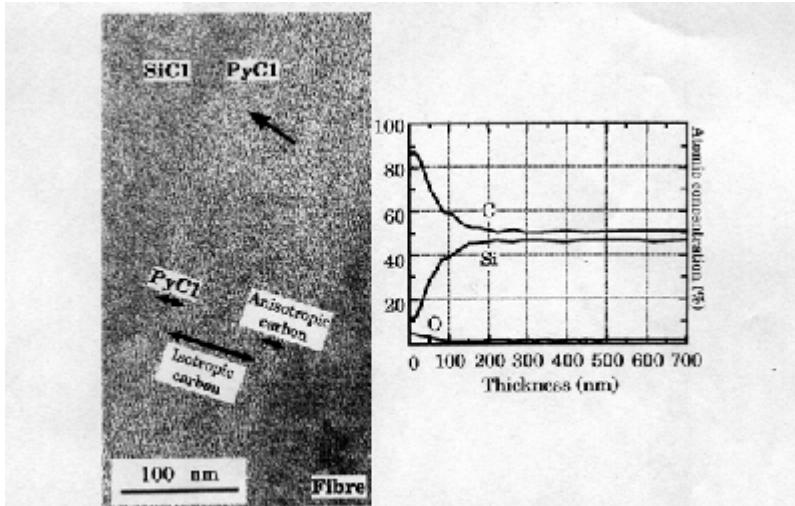 SiC1 PyC1
PyC1
Anisotropic
carbon
Isotropic
carbon
100 nm
Fibre
100
80
60
40
20
C
Si
O
0 100 200 300 400 500 600 700
Thickness (nm)
Atomic concentration (%)